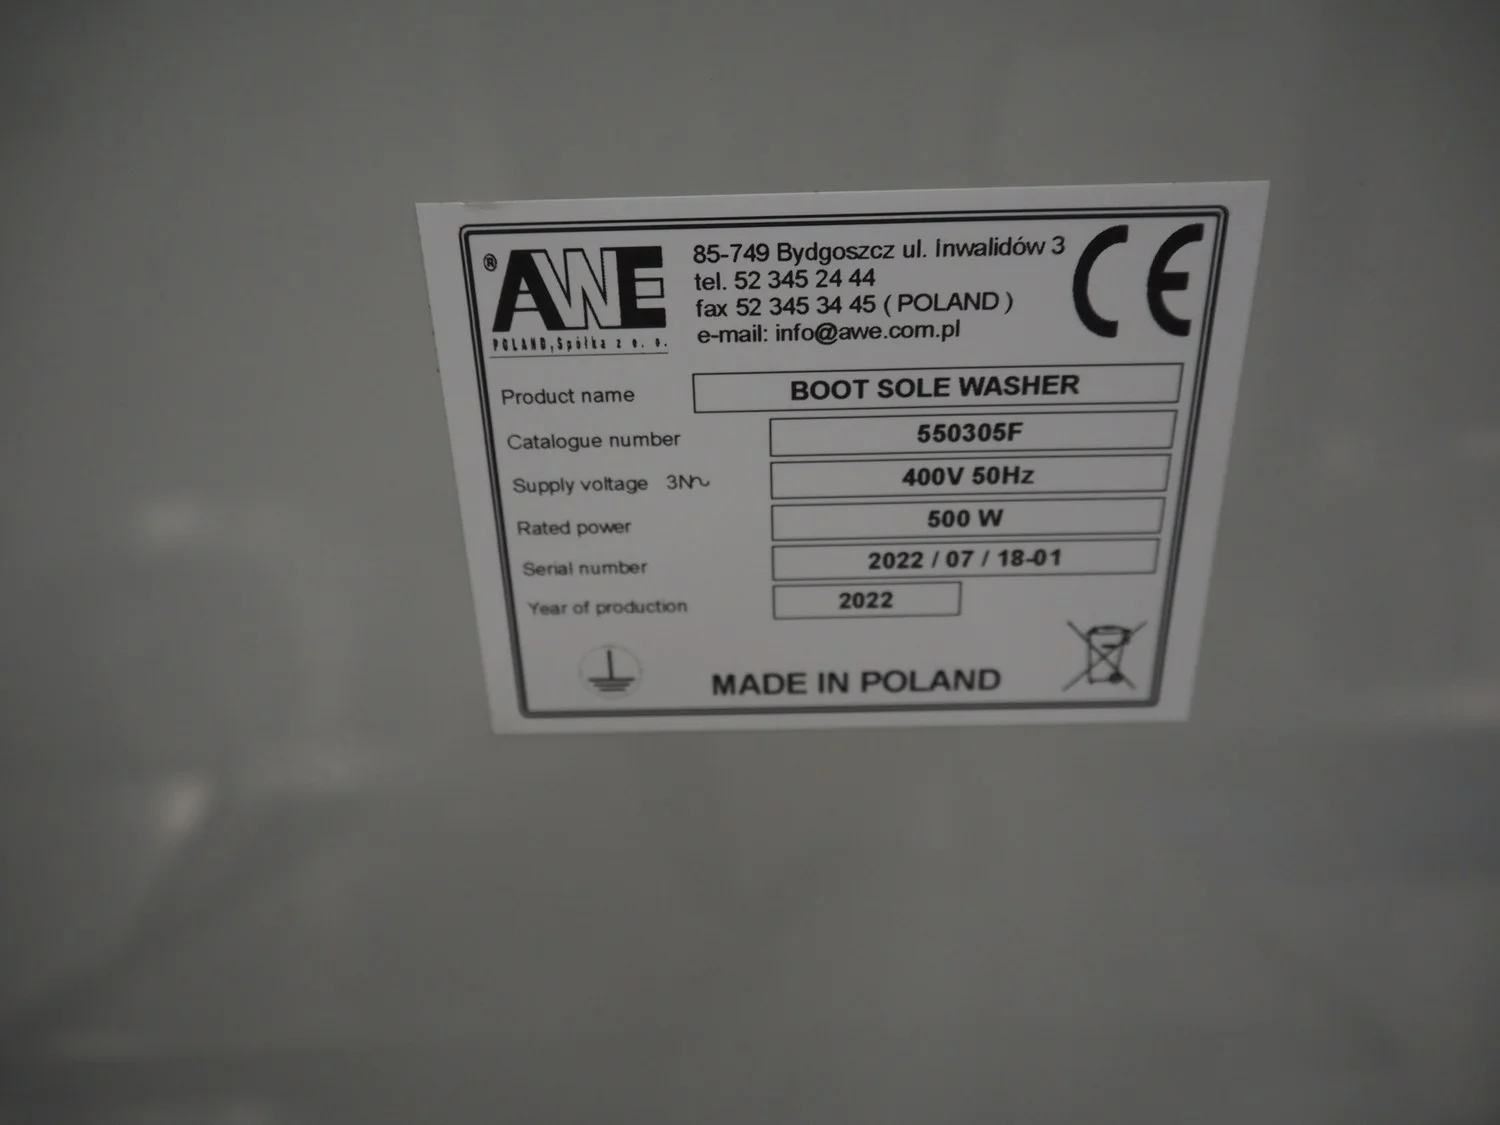 ® AWE
POLAND, Spółka z o. o.
85-749 Bydgoszcz ul. Inwalidów 3
tel. 52 345 24 44
fax 52 345 34 45 ( POLAND )
e-mail: info@awe.com.pl
CE
Product name BOOT SOLE WASHER
Catalogue number 550305F
Supply voltage 3N~ 400V 50Hz
Rated power 500 W
Serial number 2022 / 07 / 18-01
Year of production 2022
MADE IN POLAND